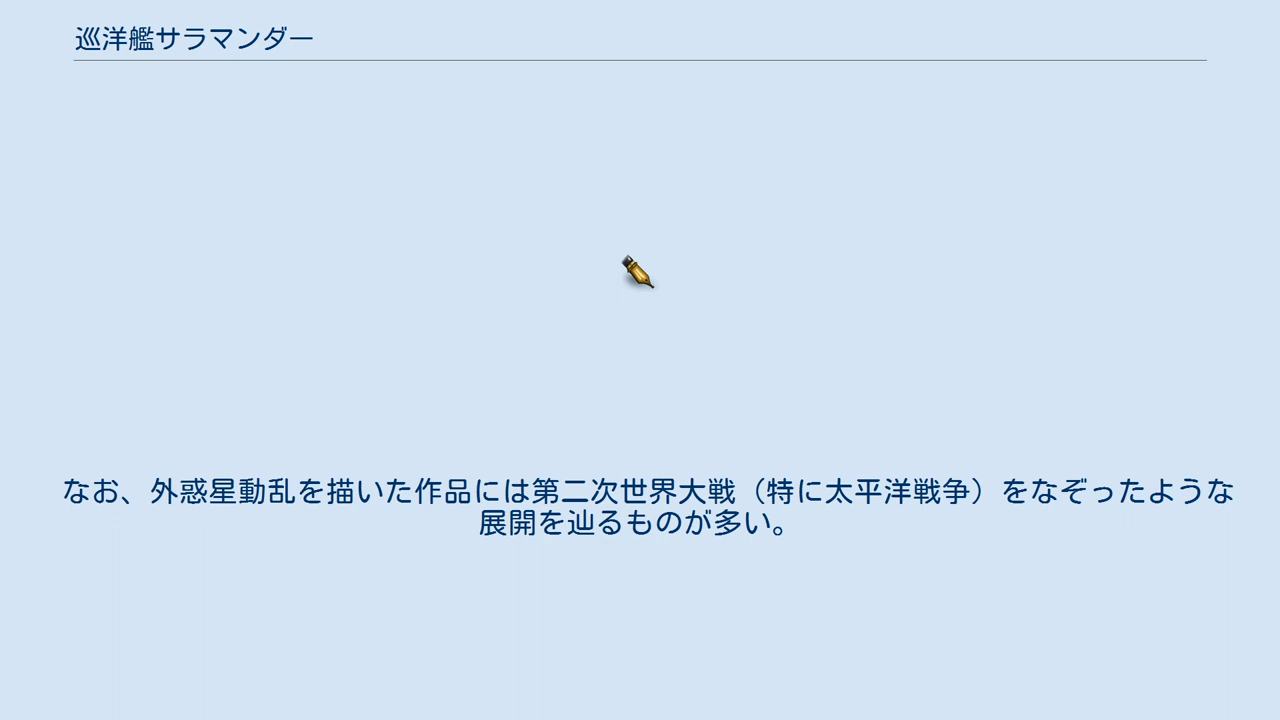 巡洋艦サラマンダー
なお、外惑星動乱を描いた作品には第二次世界大戦（特に太平洋戦争）をなぞったような
展開を辿るものが多い。